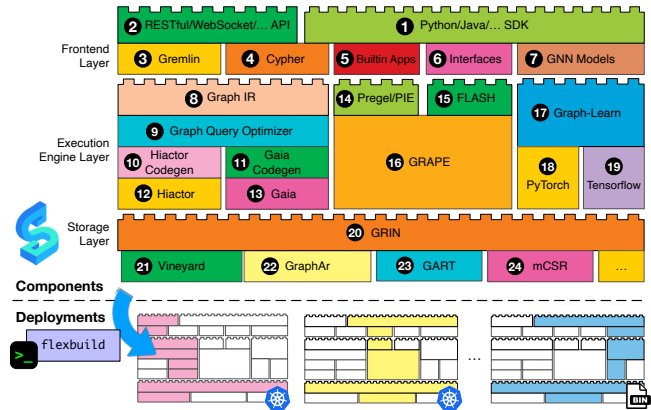 2 RESTful/WebSocket/... API
1 Python/Java/... SDK
Frontend
Layer
3 Gremlin
4 Cypher
5 Builtin Apps
6 Interfaces
7 GNN Models
Execution
Engine Layer
8 Graph IR
14 Pregel/PIE
15 FLASH
17
Graph-Learn
9 Graph Query Optimizer
10 Hiactor
Codegen
11 Gaia
Codegen
16 GRAPE
12 Hiactor
13 Gaia
18
PyTorch
19
Tensorflow
Storage
Layer
20 GRIN
21 Vineyard
22 GraphAr
23 GART
24 mCSR
...
Components
Deployments
>_ flexbuild
...
BIN